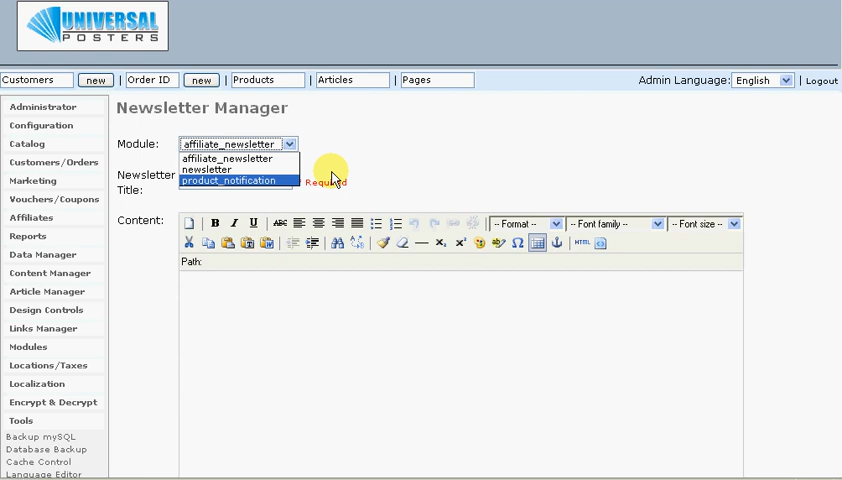 UNIVERSAL
POSTERS
Customers new | Order ID new | Products | Articles | Pages Admin Language: English | Logout
Administrator
Configuration
Catalog
Customers/Orders
Marketing
Vouchers/Coupons
Affiliates
Reports
Data Manager
Content Manager
Article Manager
Design Controls
Links Manager
Modules
Locations/Taxes
Localization
Encrypt & Decrypt
Tools
Backup mySQL
Database Backup
Cache Control
Language Editor
Newsletter Manager
Module: affiliate_newsletter
affiliate_newsletter
newsletter
product_notification
Newsletter
Title:
Required
Content:
B I U ABC -- Format -- -- Font family -- -- Font size --
HTML
Path: